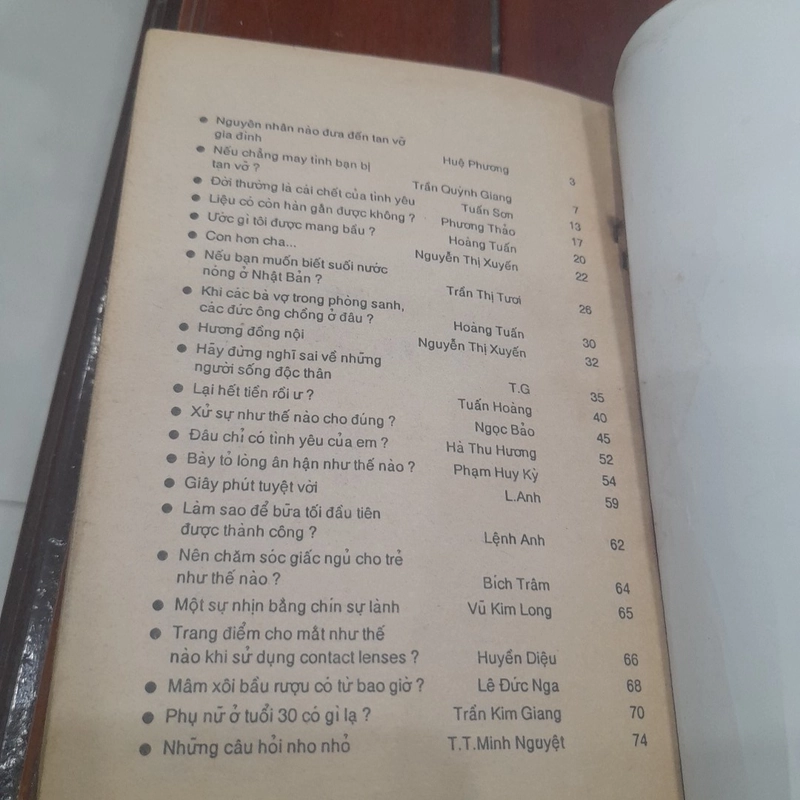 ● Nguyên nhân nào đưa đến tan vỡ
gia đình Huệ Phương 3
● Nếu chẳng may tình bạn bị
tan vỡ ? Trần Quỳnh Giang 7
● Đời thường là cái chết của tình yêu Tuấn Sơn 13
● Liệu có còn hàn gắn được không ? Phương Thảo 17
● Ước gì tôi được mang bầu ? Hoàng Tuấn 20
● Con hơn cha... Nguyễn Thị Xuyến 22
● Nếu bạn muốn biết suối nước
nóng ở Nhật Bản ? Trần Thị Tươi 26
● Khi các bà vợ trong phòng sanh,
các đức ông chồng ở đâu ? Hoàng Tuấn 30
● Hương đồng nội Nguyễn Thị Xuyến 32
● Hãy đừng nghĩ sai về những
người sống độc thân T.G 35
● Lại hết tiền rồi ư ? Tuấn Hoàng 40
● Xử sự như thế nào cho đúng ? Ngọc Bảo 45
● Đâu chỉ có tình yêu của em ? Hà Thu Hương 52
● Bày tỏ lòng ân hận như thế nào ? Phạm Huy Kỳ 54
● Giây phút tuyệt vời L.Anh 59
● Làm sao để bữa tối đầu tiên
được thành công ? Lệnh Anh 62
● Nên chăm sóc giấc ngủ cho trẻ
như thế nào ? Bích Trâm 64
● Một sự nhịn bằng chín sự lành Vũ Kim Long 65
● Trang điểm cho mắt như thế
nào khi sử dụng contact lenses ? Huyền Diệu 66
● Mâm xôi bầu rượu có từ bao giờ ? Lê Đức Nga 68
● Phụ nữ ở tuổi 30 có gì lạ ? Trần Kim Giang 70
● Những câu hỏi nho nhỏ T.T.Minh Nguyệt 74